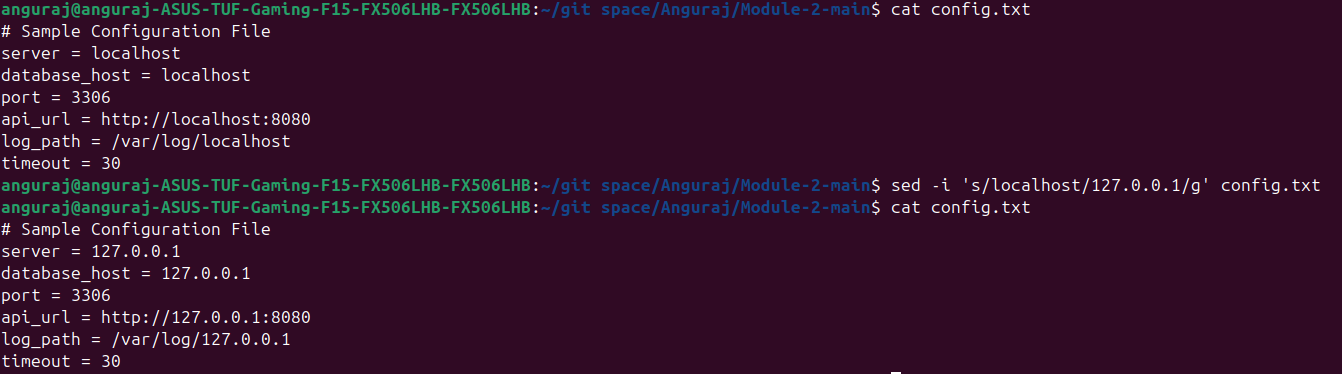 anguraj@anguraj-ASUS-TUF-Gaming-F15-FX506LHB-FX506LHB:~/git space/Anguraj/Module-2-main$ cat config.txt
# Sample Configuration File
server = localhost
database_host = localhost
port = 3306
api_url = http://localhost:8080
log_path = /var/log/localhost
timeout = 30
anguraj@anguraj-ASUS-TUF-Gaming-F15-FX506LHB-FX506LHB:~/git space/Anguraj/Module-2-main$ sed -i 's/localhost/127.0.0.1/g' config.txt
anguraj@anguraj-ASUS-TUF-Gaming-F15-FX506LHB-FX506LHB:~/git space/Anguraj/Module-2-main$ cat config.txt
# Sample Configuration File
server = 127.0.0.1
database_host = 127.0.0.1
port = 3306
api_url = http://127.0.0.1:8080
log_path = /var/log/127.0.0.1
timeout = 30